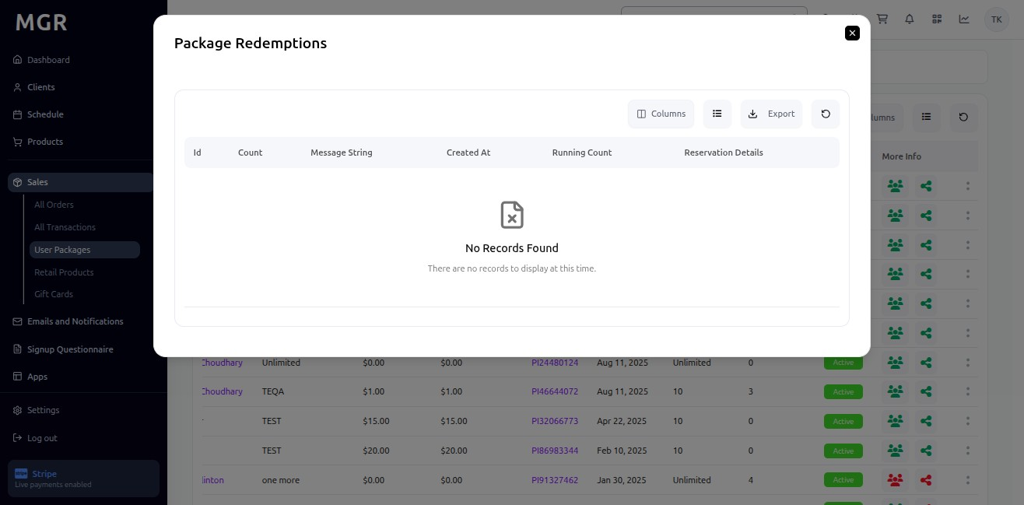 MGR
TK
Package Redemptions
Dashboard
Clients
Schedule
Products
Sales
All Orders
All Transactions
User Packages
Retail Products
Gift Cards
Emails and Notifications
Signup Questionnaire
Apps
Settings
Log out
Stripe
Live payments enabled
Columns Export
Id Count Message String Created At Running Count Reservation Details
No Records Found
There are no records to display at this time.
lumns
More Info
Choudhary Unlimited $0.00 $0.00 PI24480124 Aug 11, 2025 Unlimited 0 Active
Choudhary TEQA $1.00 $1.00 PI46644072 Aug 11, 2025 10 3 Active
TEST $15.00 $15.00 PI32066773 Apr 22, 2025 10 0 Active
TEST $20.00 $20.00 PI86983344 Feb 10, 2025 10 0 Active
inton one more $0.00 $0.00 PI91327462 Jan 30, 2025 Unlimited 4 Active